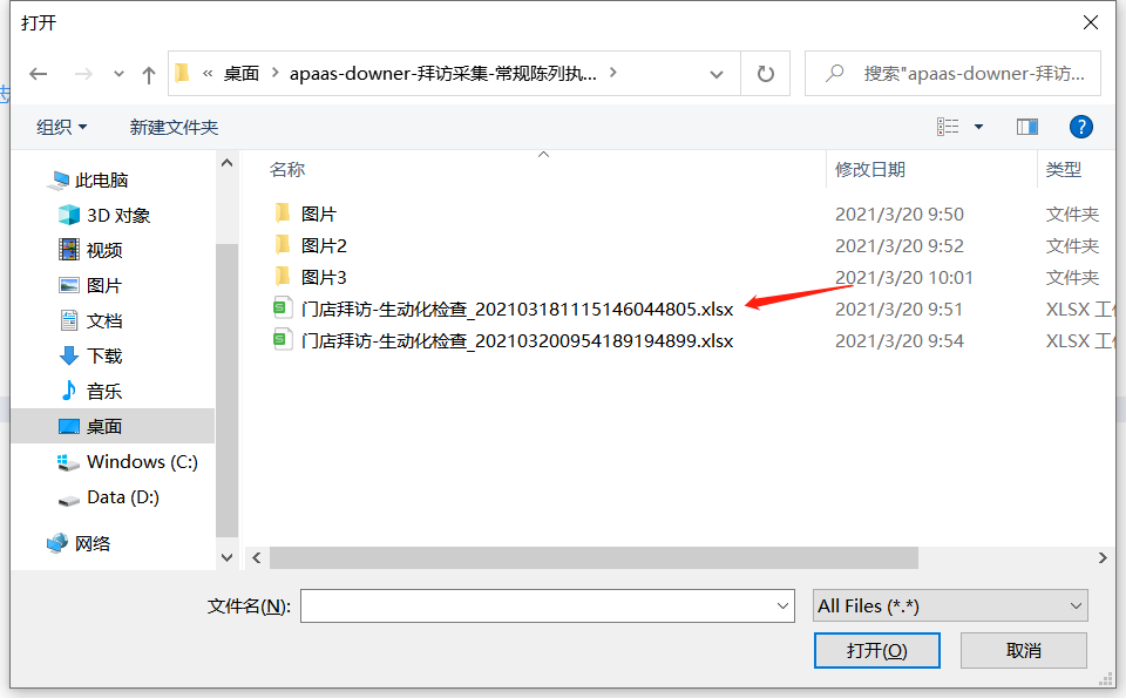 打开
« 桌面 › apaas-downer-拜访采集-常规陈列执... ›
搜索"apaas-downer-拜访...
组织
新建文件夹
?
此电脑
3D 对象
视频
图片
文档
下载
音乐
桌面
Windows (C:)
Data (D:)
网络
名称 修改日期 类型
图片 2021/3/20 9:50 文件夹
图片2 2021/3/20 9:52 文件夹
图片3 2021/3/20 10:01 文件夹
门店拜访-生动化检查_202103181115146044805.xlsx 2021/3/20 9:51 XLSX 工
门店拜访-生动化检查_202103200954189194899.xlsx 2021/3/20 9:54 XLSX 工
文件名(N):
All Files (*.*)
打开(O)
取消